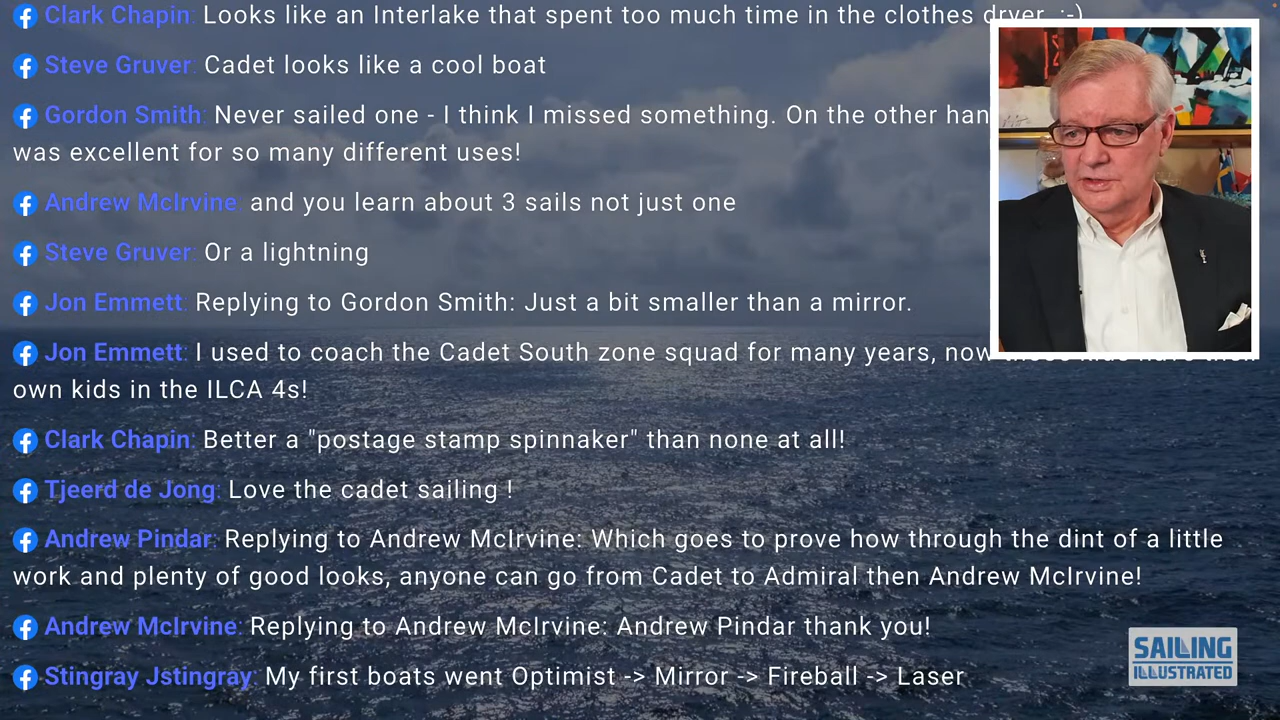 Clark Chapin: Looks like an Interlake that spent too much time in the clothes dryer. :-)
Steve Gruver: Cadet looks like a cool boat
Gordon Smith: Never sailed one - I think I missed something. On the other
was excellent for so many different uses!
Andrew McIrvine: and you learn about 3 sails not just one
Steve Gruver: Or a lightning
Jon Emmett: Replying to Gordon Smith: Just a bit smaller than a mirror.
Jon Emmett: I used to coach the Cadet South zone squad for many years, now
own kids in the ILCA 4s!
Clark Chapin: Better a "postage stamp spinnaker" than none at all!
Tjeerd de Jong: Love the cadet sailing !
Andrew Pindar: Replying to Andrew McIrvine: Which goes to prove how through the dint of a little
work and plenty of good looks, anyone can go from Cadet to Admiral then Andrew McIrvine!
Andrew McIrvine: Replying to Andrew McIrvine: Andrew Pindar thank you!
Stingray Jstingray: My first boats went Optimist -> Mirror -> Fireball -> Laser
SAILING
ILLUSTRATED